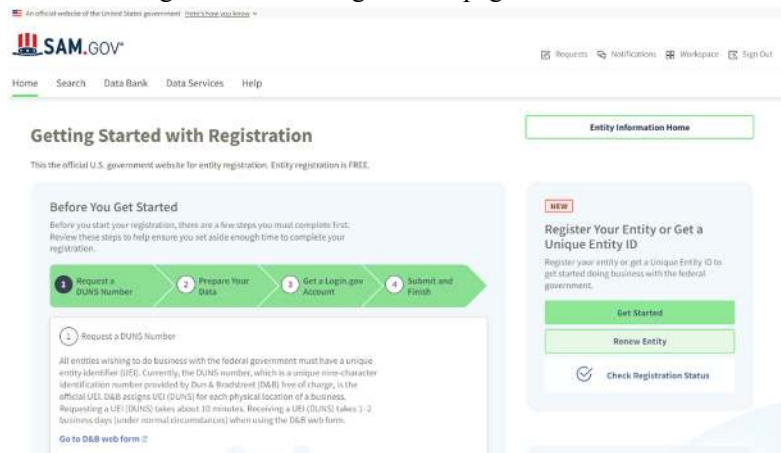 An official website of the United States government Here's how you know
SAM.GOV®
Requests Notifications Workspace Sign Out
Home Search Data Bank Data Services Help
Getting Started with Registration
This the official U.S. government website for entity registration. Entity registration is FREE.
Before You Get Started
Before you start your registration, there are a few steps you must complete first.
Review these steps to help ensure you set aside enough time to complete your
registration.
1 Request a
DUNS Number
2 Prepare Your
Data
3 Get a Login.gov
Account
4 Submit and
Finish
1 Request a DUNS Number
All entities wishing to do business with the federal government must have a unique
entity identifier (UEI). Currently, the DUNS number, which is a unique nine-character
identification number provided by Dun & Bradstreet (D&B) free of charge, is the
official UEI. D&B assigns UEI (DUNS) for each physical location of a business.
Requesting a UEI (DUNS) takes about 10 minutes. Receiving a UEI (DUNS) takes 1-2
business days (under normal circumstances) when using the D&B web form.
Go to D&B web form
Entity Information Home
NEW
Register Your Entity or Get a
Unique Entity ID
Register your entity or get a Unique Entity ID to
get started doing business with the federal
government.
Get Started
Renew Entity
Check Registration Status